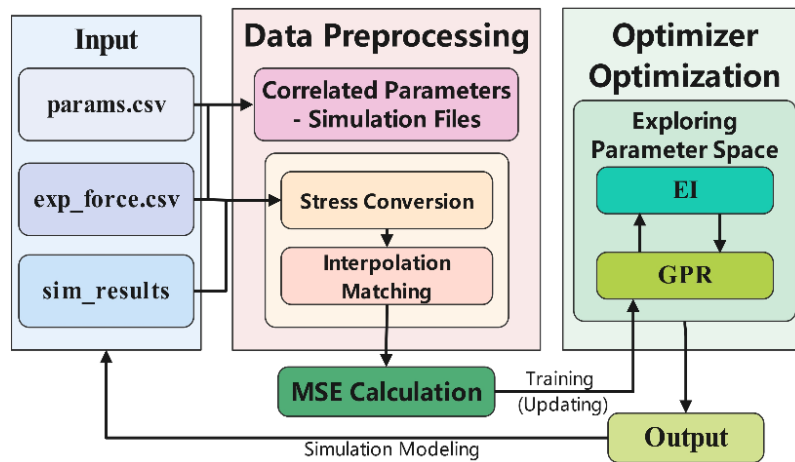 Input
params.csv
exp_force.csv
sim_results
Data Preprocessing
Correlated Parameters
- Simulation Files
Stress Conversion
Interpolation
Matching
MSE Calculation
Training
(Updating)
Optimizer
Optimization
Exploring
Parameter Space
EI
GPR
Output
Simulation Modeling